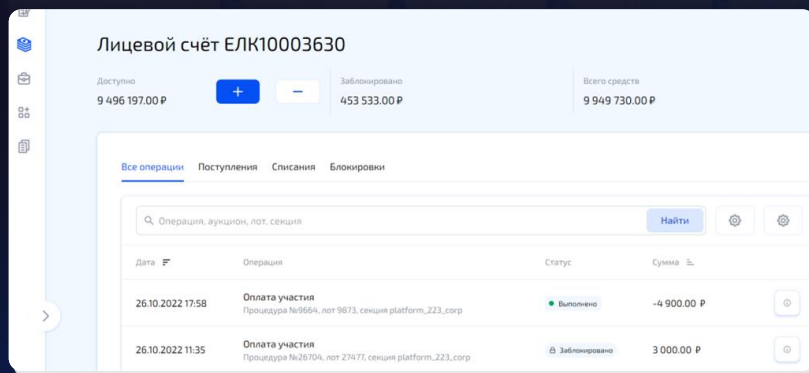 Лицевой счёт ЕЛК10003630
Доступно
9 496 197.00 ₽
+
−
Заблокировано
453 533.00 ₽
Всего средств
9 949 730.00 ₽
Все операции Поступления Списания Блокировки
Операция, аукцион, лот, секция
Найти
Дата Операция Статус Сумма
26.10.2022 17:58 Оплата участия Выполнено -4 900.00 ₽
Процедура №9664, лот 9873, секция platform_223_corp
26.10.2022 11:35 Оплата участия Заблокировано 3 000.00 ₽
Процедура №26704, лот 27477, секция platform_223_corp